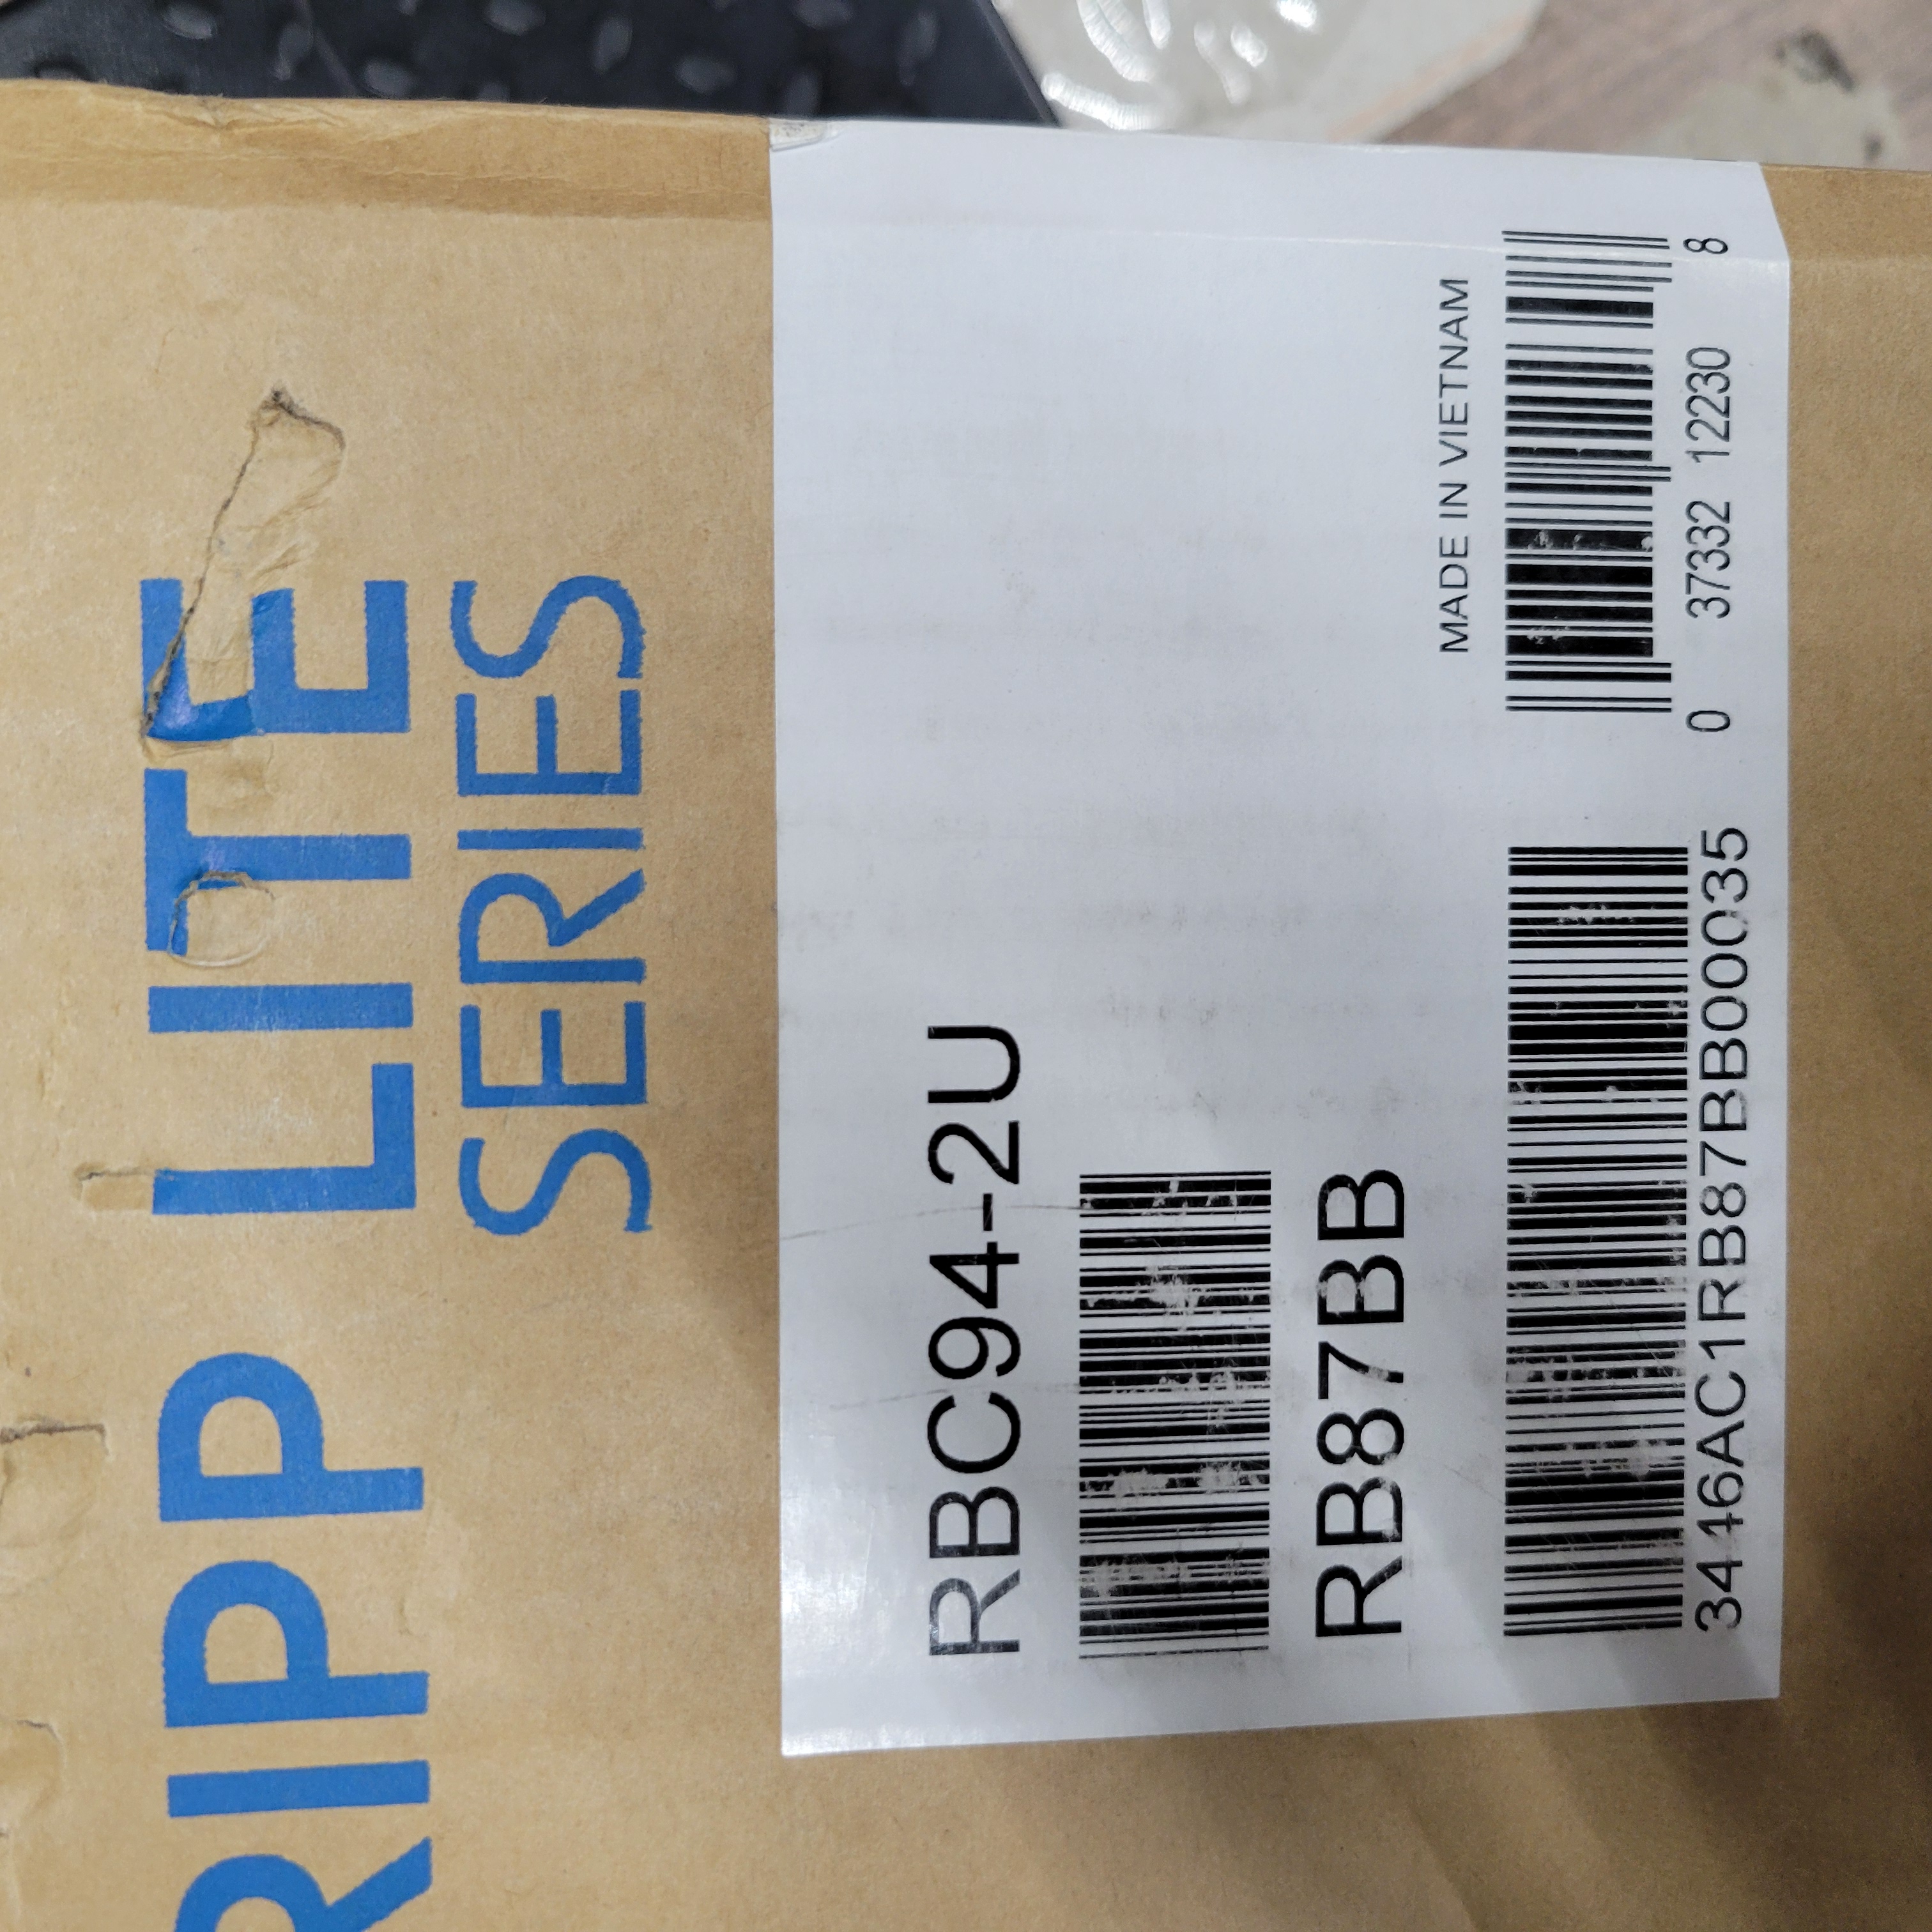 RIPP LITE
SERIES
RBC94-2U
RB87BB
MADE IN VIETNAM
3446AC1RB87BB00035
0 37332 12230 8